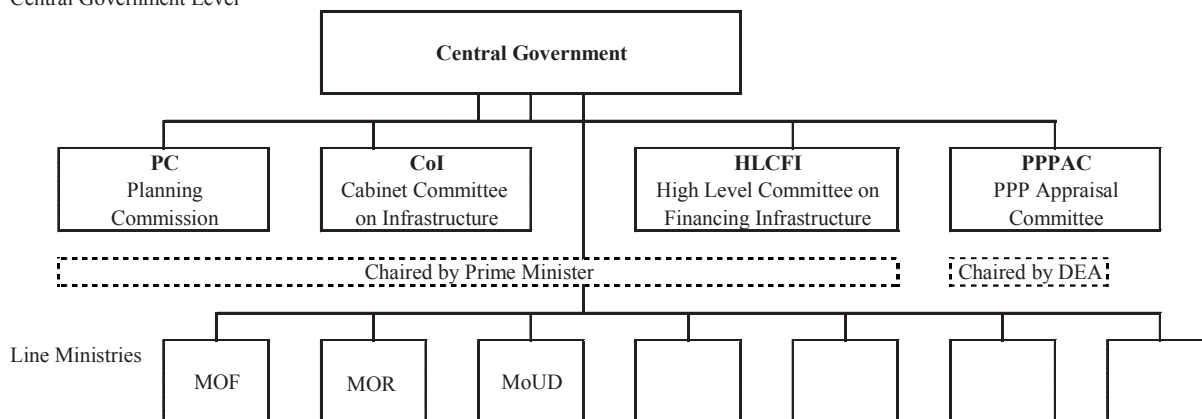 Central Government Level
Central Government
PC
Planning
Commission
CoI
Cabinet Committee
on Infrastructure
HLCFI
High Level Committee on
Financing Infrastructure
PPPAC
PPP Appraisal
Committee
Chaired by Prime Minister
Chaired by DEA
Line Ministries
MOF
MOR
MoUD